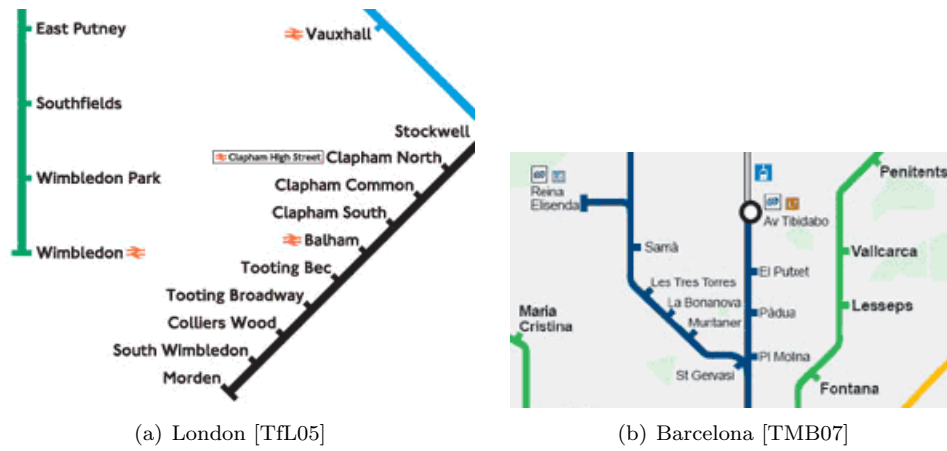 East Putney
Southfields
Wimbledon Park
Wimbledon
Vauxhall
Stockwell
Clapham High Street
Clapham North
Clapham Common
Clapham South
Balham
Tooting Bec
Tooting Broadway
Colliers Wood
South Wimbledon
Morden
(a) London [TfL05]
Reina
Elisenda
Sarrà
Les Tres Torres
La Bonanova
Muntaner
St Gervasi
Av Tibidabo
El Putxet
Pàdua
Pl Molina
Penitents
Vallcarca
Lesseps
Fontana
Maria
Cristina
(b) Barcelona [TMB07]